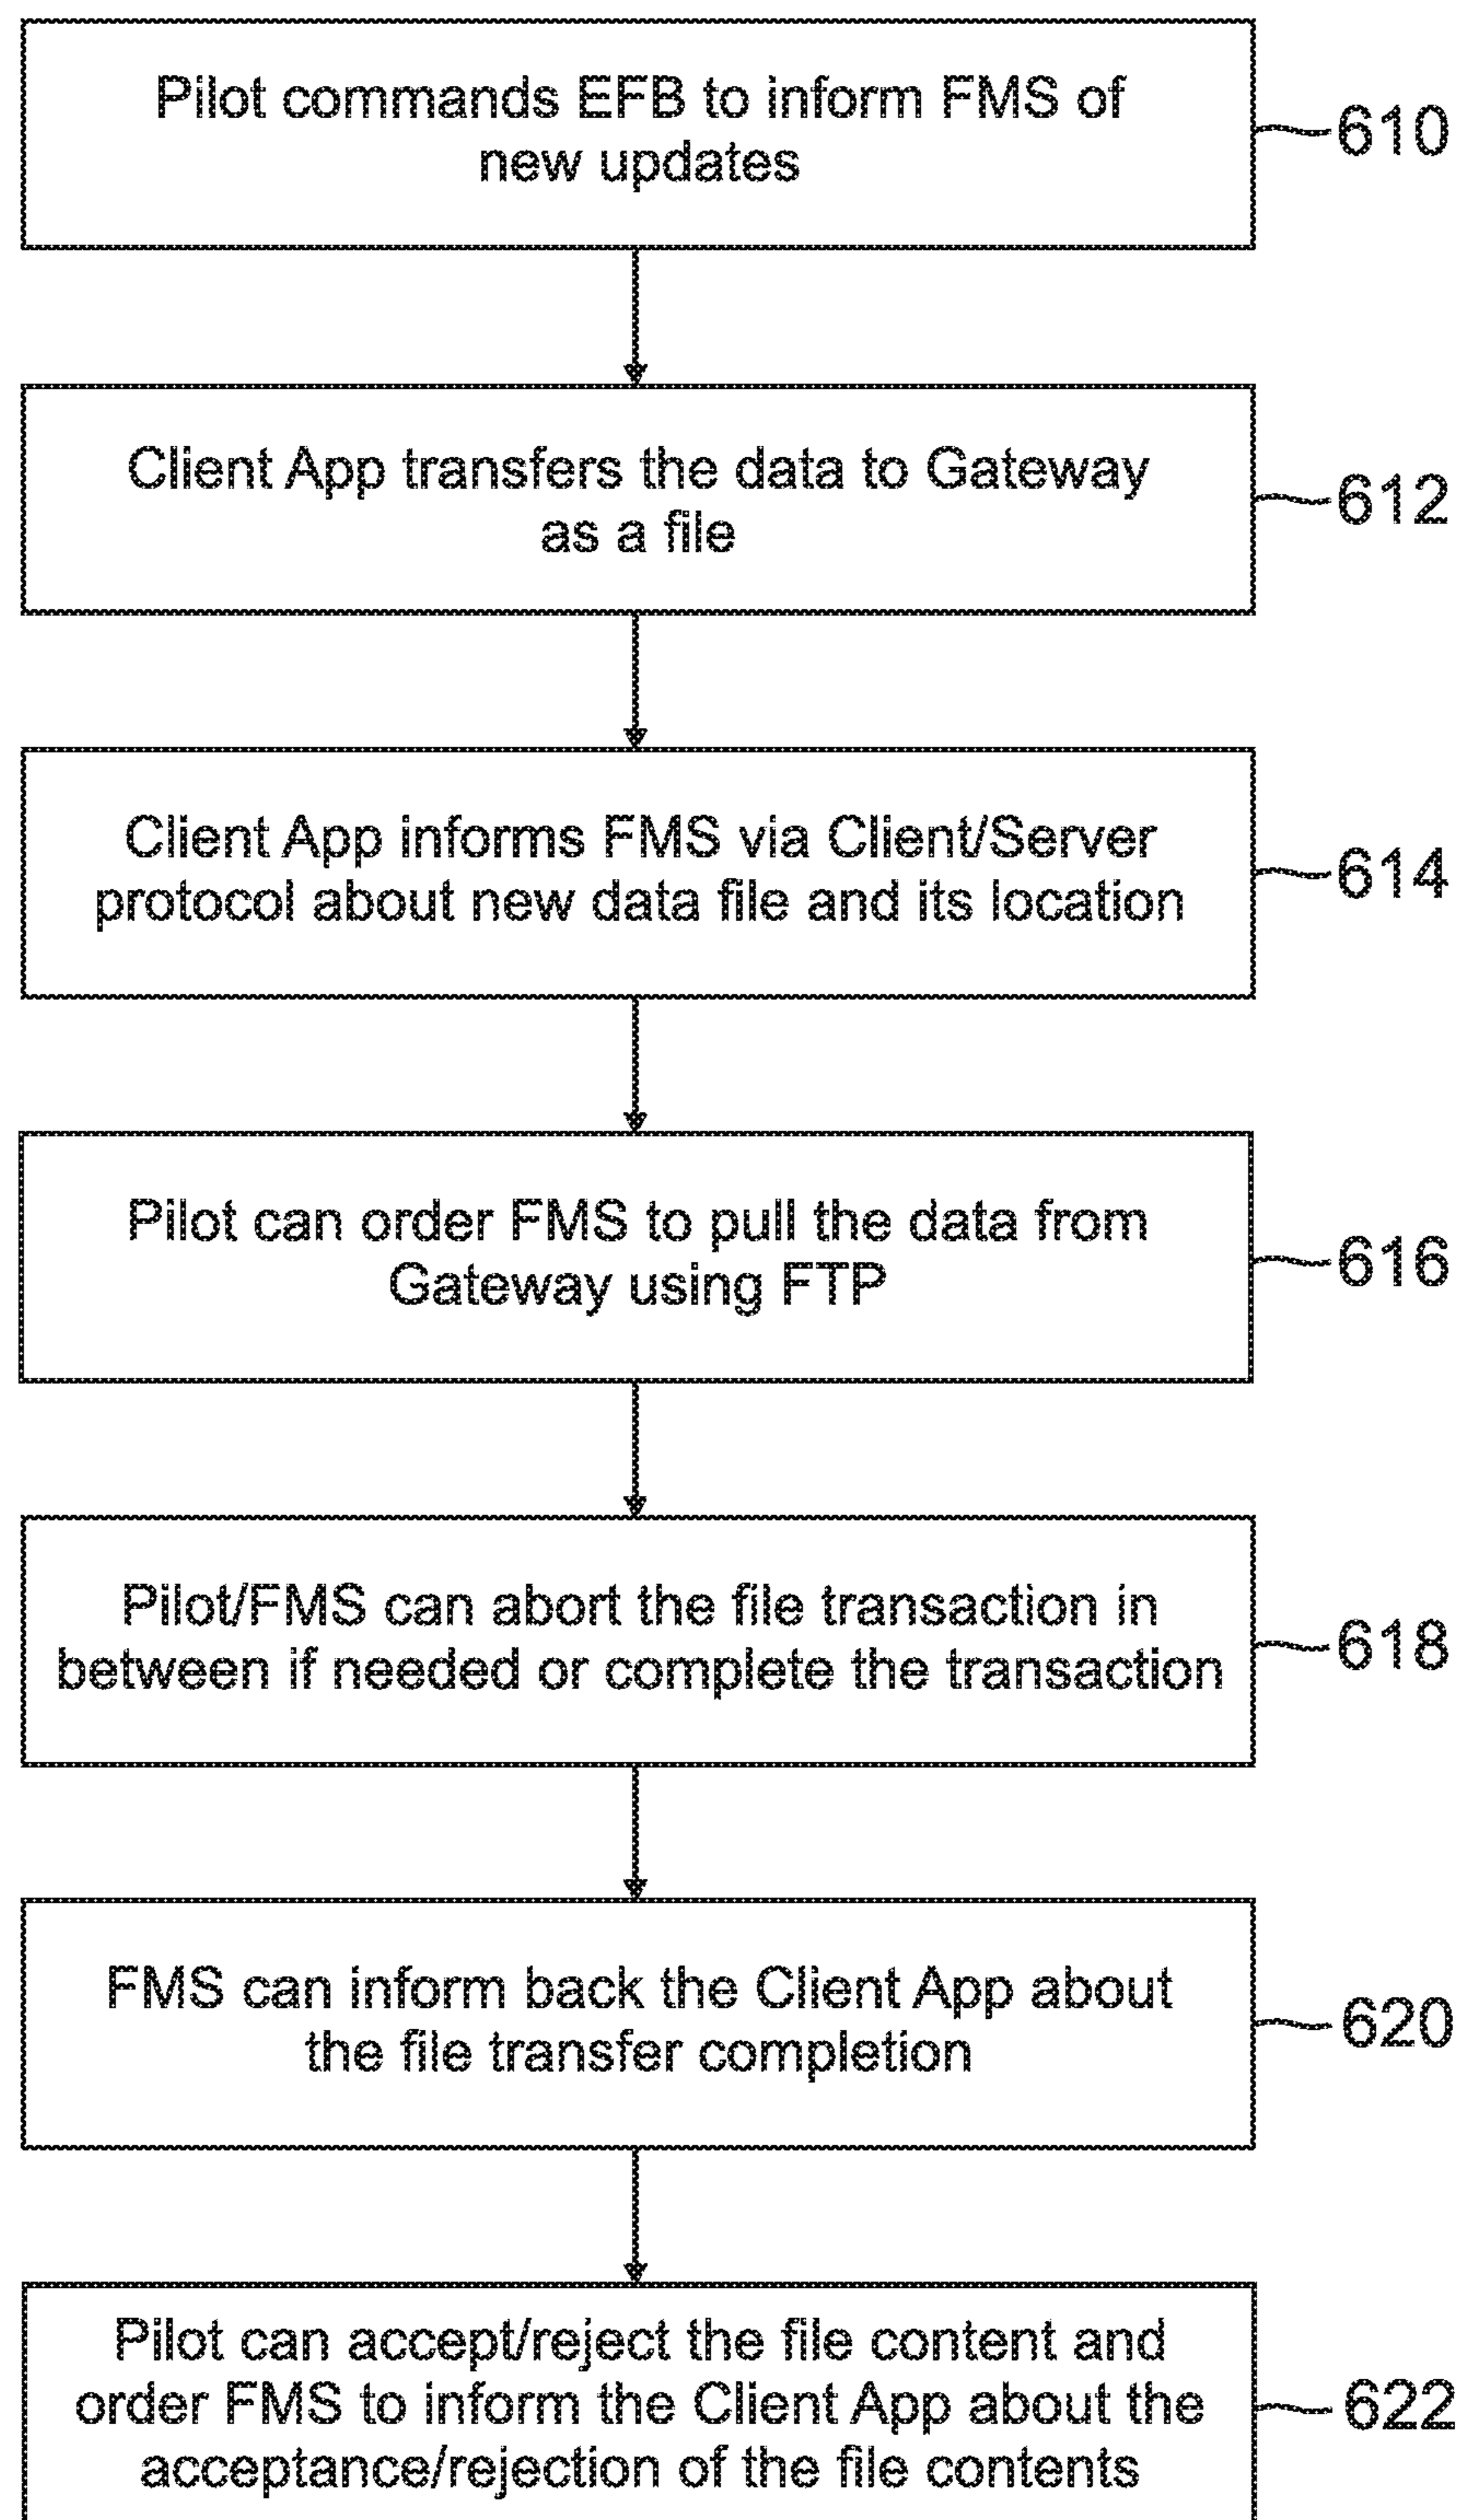 Pilot commands EFB to inform FMS of
new updates
610
Client App transfers the data to Gateway
as a file
612
Client App informs FMS via Client/Server
protocol about new data file and its location
614
Pilot can order FMS to pull the data from
Gateway using FTP
616
Pilot/FMS can abort the file transaction in
between if needed or complete the transaction
618
FMS can inform back the Client App about
the file transfer completion
620
Pilot can accept/reject the file content and
order FMS to inform the Client App about the
acceptance/rejection of the file contents
622